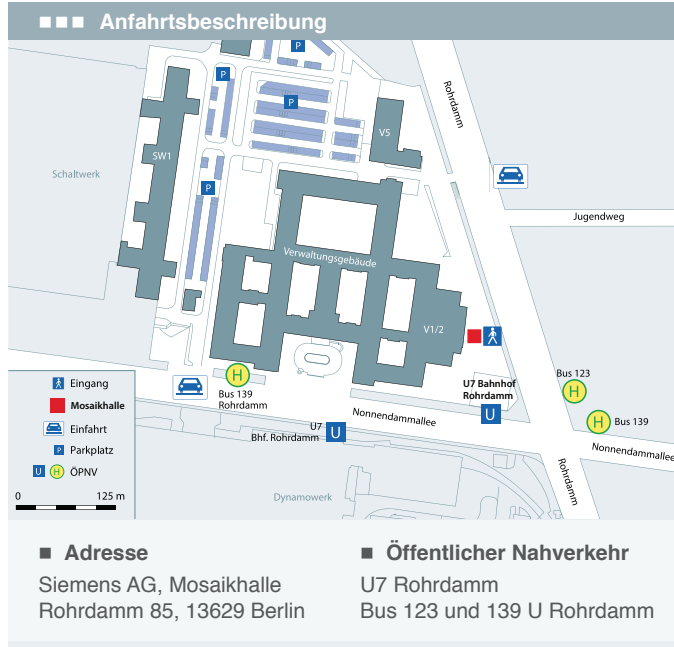 Anfahrtsbeschreibung
P
P
P
V5
Rohrdamm
SW1
Schaltwerk
P
Jugendweg
Verwaltungsgebäude
V1/2
H
Bus 139
Rohrdamm
U7 Bahnhof
Rohrdamm
U
Bus 123
H
H Bus 139
Nonnendammallee
U7
Bhf. Rohrdamm
U
Nonnendammallee
Rohrdamm
Dynamowerk
Eingang
Mosaikhalle
Einfahrt
P Parkplatz
U H ÖPNV
0 125 m
Adresse
Siemens AG, Mosaikhalle
Rohrdamm 85, 13629 Berlin
Öffentlicher Nahverkehr
U7 Rohrdamm
Bus 123 und 139 U Rohrdamm